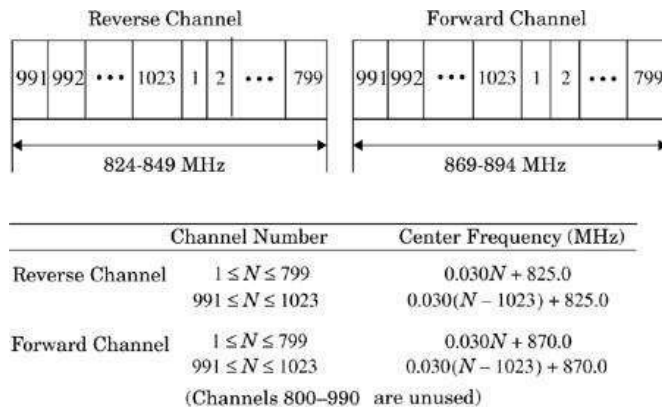 Reverse Channel Forward Channel
991 992 ••• 1023 1 2 ••• 799 991 992 ••• 1023 1 2 ••• 799
824-849 MHz 869-894 MHz
Channel Number Center Frequency (MHz)
Reverse Channel 1 ≤ N ≤ 799 0.030N + 825.0
991 ≤ N ≤ 1023 0.030(N – 1023) + 825.0
Forward Channel 1 ≤ N ≤ 799 0.030N + 870.0
991 ≤ N ≤ 1023 0.030(N – 1023) + 870.0
(Channels 800–990 are unused)